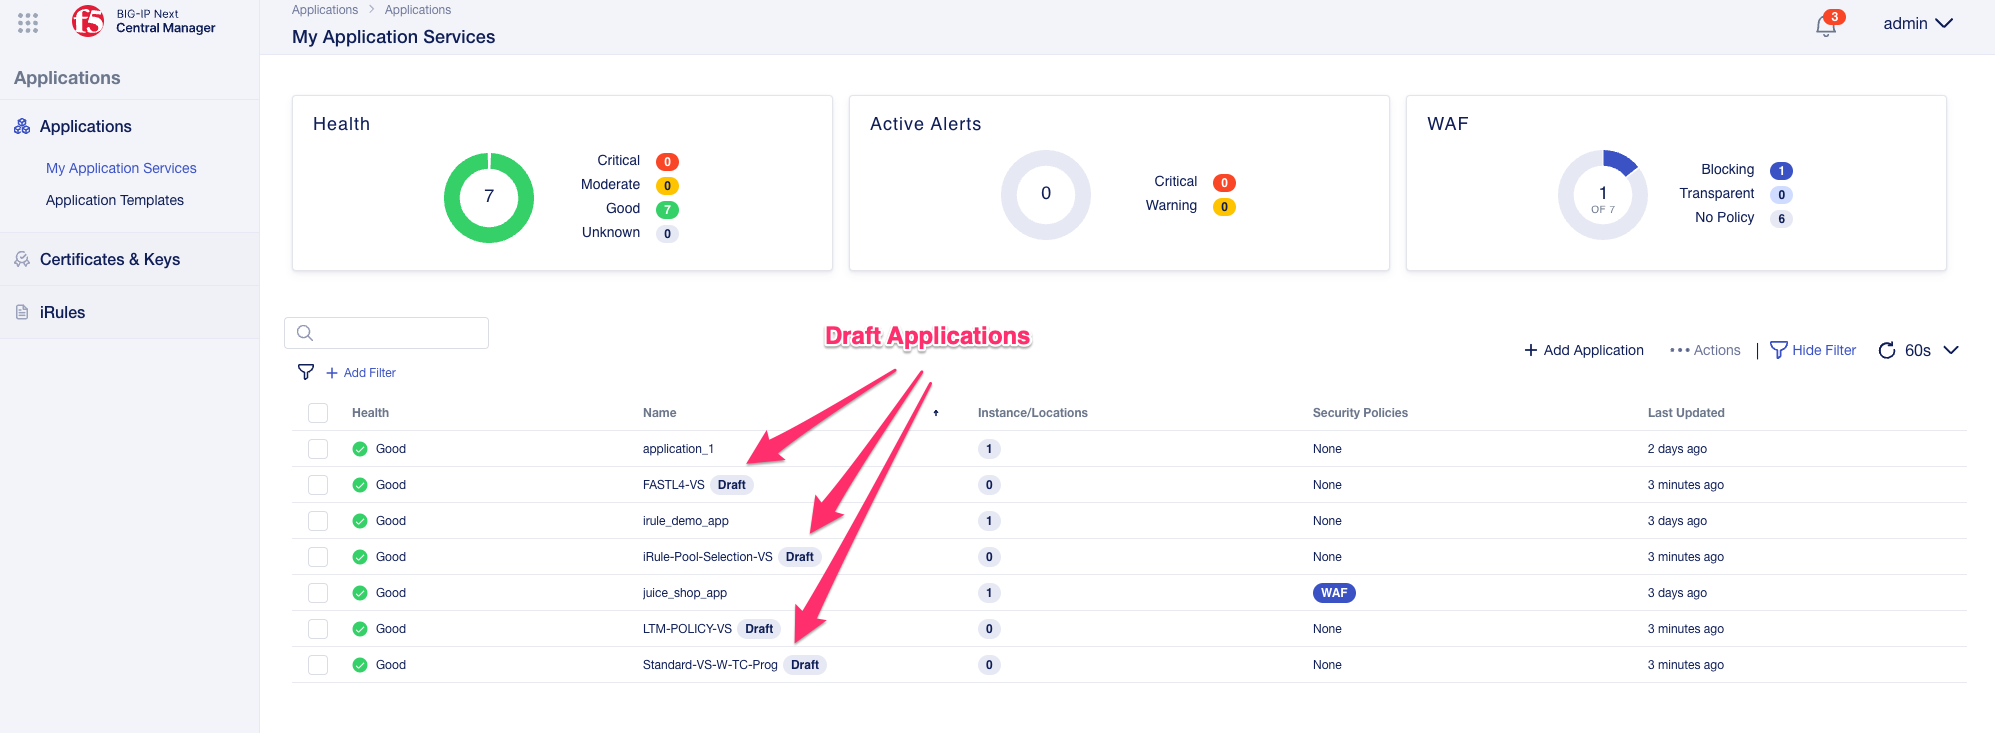 BIG-IP Next
Central Manager
Applications
Applications
My Application Services
Application Templates
Certificates & Keys
iRules
Applications > Applications
My Application Services
3
admin
Health
7
Critical 0
Moderate 0
Good 7
Unknown 0
Active Alerts
0
Critical 0
Warning 0
WAF
1
OF 7
Blocking 1
Transparent 0
No Policy 6
Draft Applications
+ Add Application ••• Actions | Hide Filter 60s
+ Add Filter
Health Name Instance/Locations Security Policies Last Updated
Good application_1 1 None 2 days ago
Good FASTL4-VS Draft 0 None 3 minutes ago
Good irule_demo_app 1 None 3 days ago
Good iRule-Pool-Selection-VS Draft 0 None 3 minutes ago
Good juice_shop_app 1 WAF 3 days ago
Good LTM-POLICY-VS Draft 0 None 3 minutes ago
Good Standard-VS-W-TC-Prog Draft 0 None 3 minutes ago